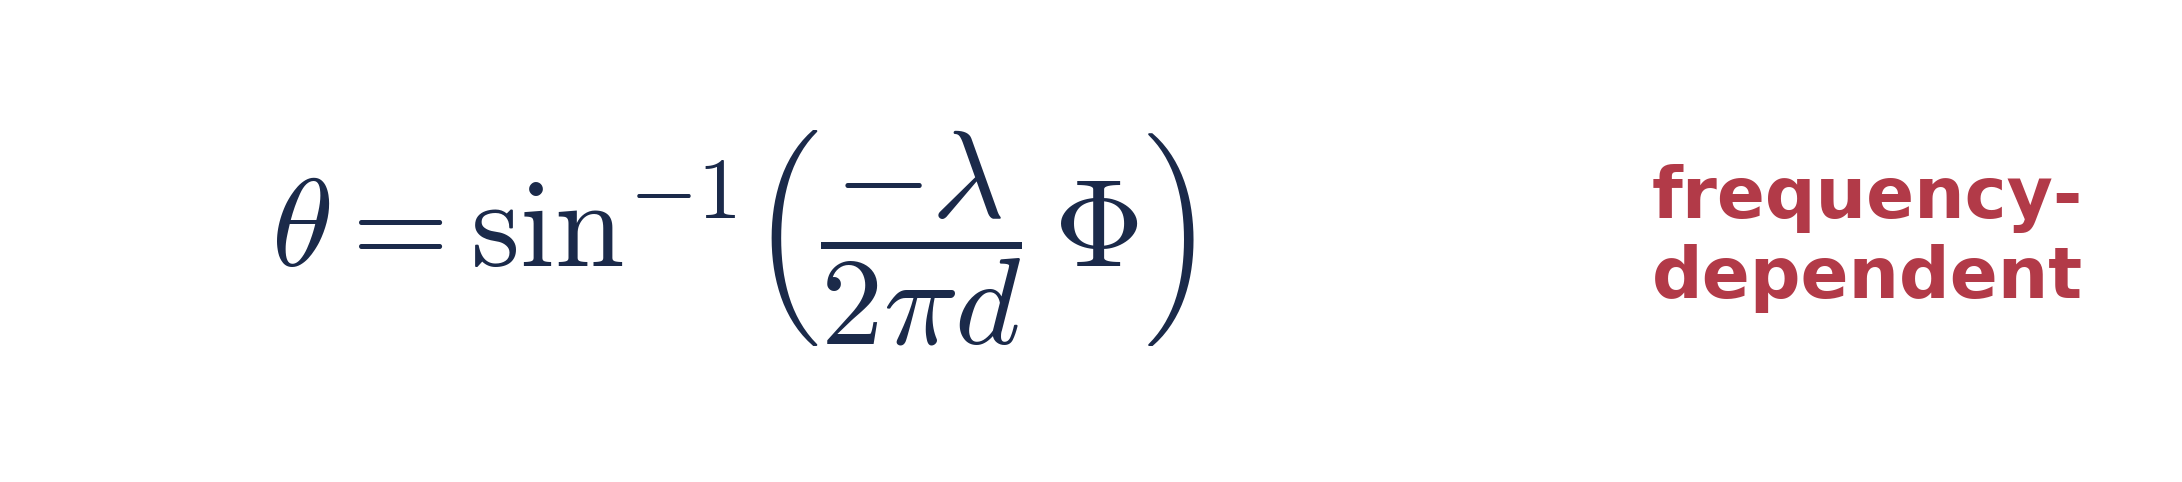 θ = sin⁻¹ ( −λ / 2πd Φ )
frequency-
dependent